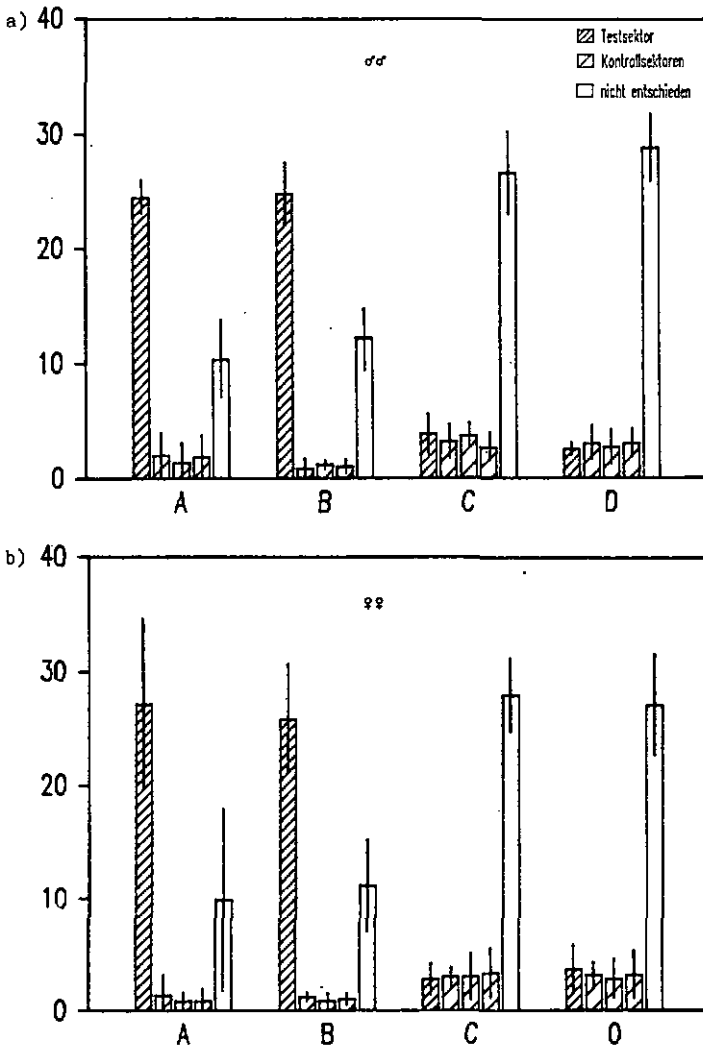 a) 40
♂♂
Testsektor
Kontrollsektoren
nicht entschieden
30
20
10
0
A B C D
b) 40
♀♀
30
20
10
0
A B C D